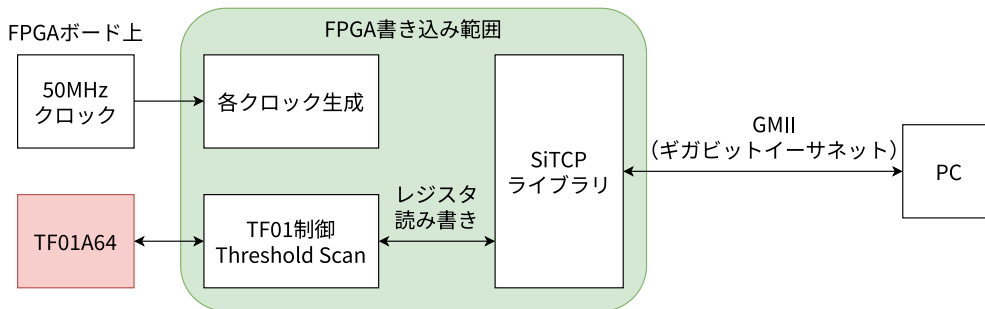 FPGAボード上
50MHz
クロック
TF01A64
FPGA書き込み範囲
各クロック生成
TF01制御
Threshold Scan
レジスタ
読み書き
SiTCP
ライブラリ
GMII
（ギガビットイーサネット）
PC